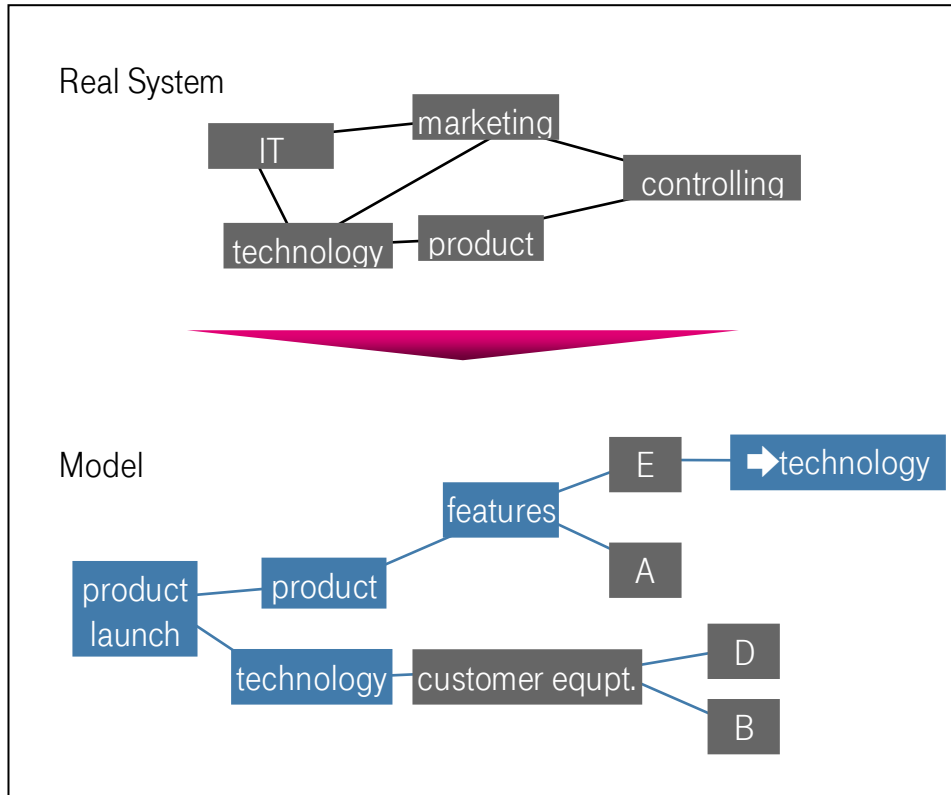 Real System
marketing
IT
controlling
technology
product
Model
E
technology
features
A
product
launch
product
technology
customer equpt.
D
B